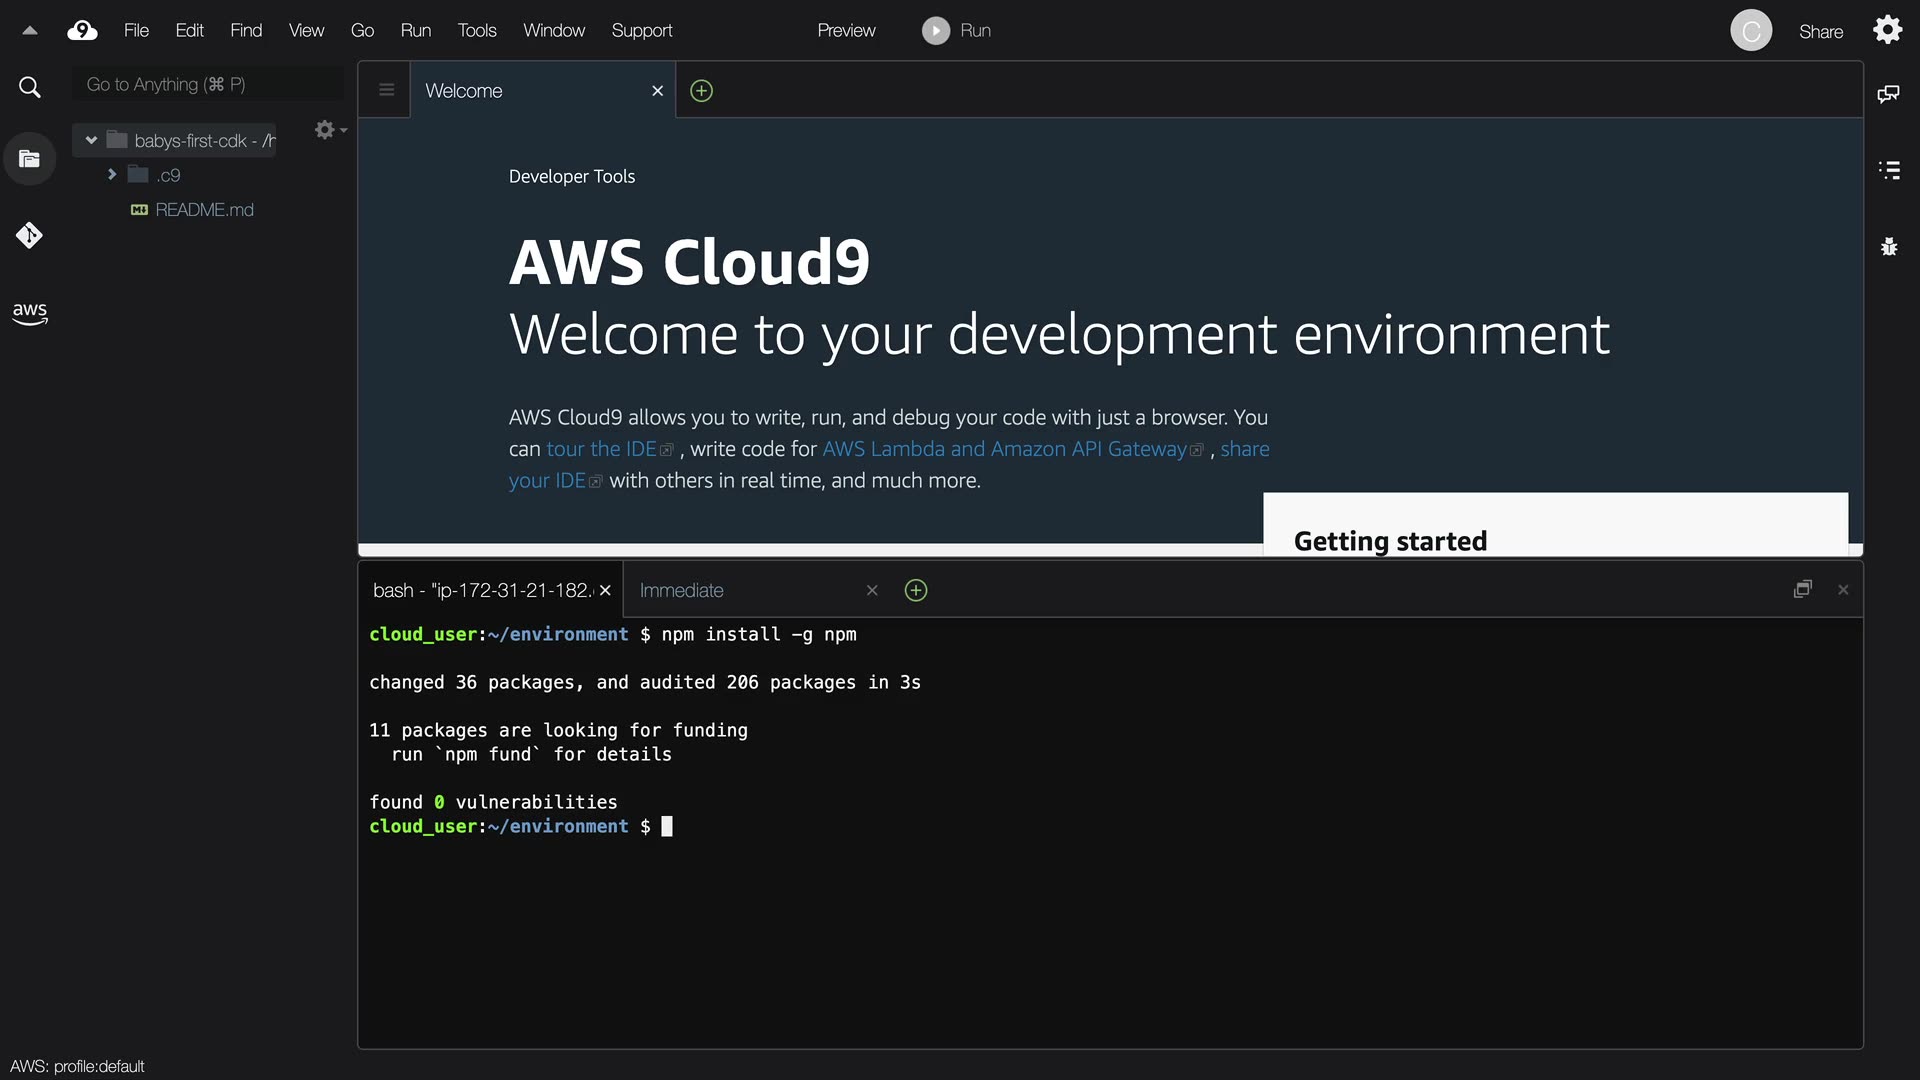 9 File Edit Find View Go Run Tools Window Support Preview Run C Share
Go to Anything (⌘ P)
babys-first-cdk - /h
.c9
README.md
aws
Welcome
Developer Tools
AWS Cloud9
Welcome to your development environment
AWS Cloud9 allows you to write, run, and debug your code with just a browser. You
can tour the IDE , write code for AWS Lambda and Amazon API Gateway , share
your IDE with others in real time, and much more.
Getting started
bash - "ip-172-31-21-182. Immediate
cloud_user:~/environment $ npm install -g npm
changed 36 packages, and audited 206 packages in 3s
11 packages are looking for funding
run `npm fund` for details
found 0 vulnerabilities
cloud_user:~/environment $
AWS: profile:default